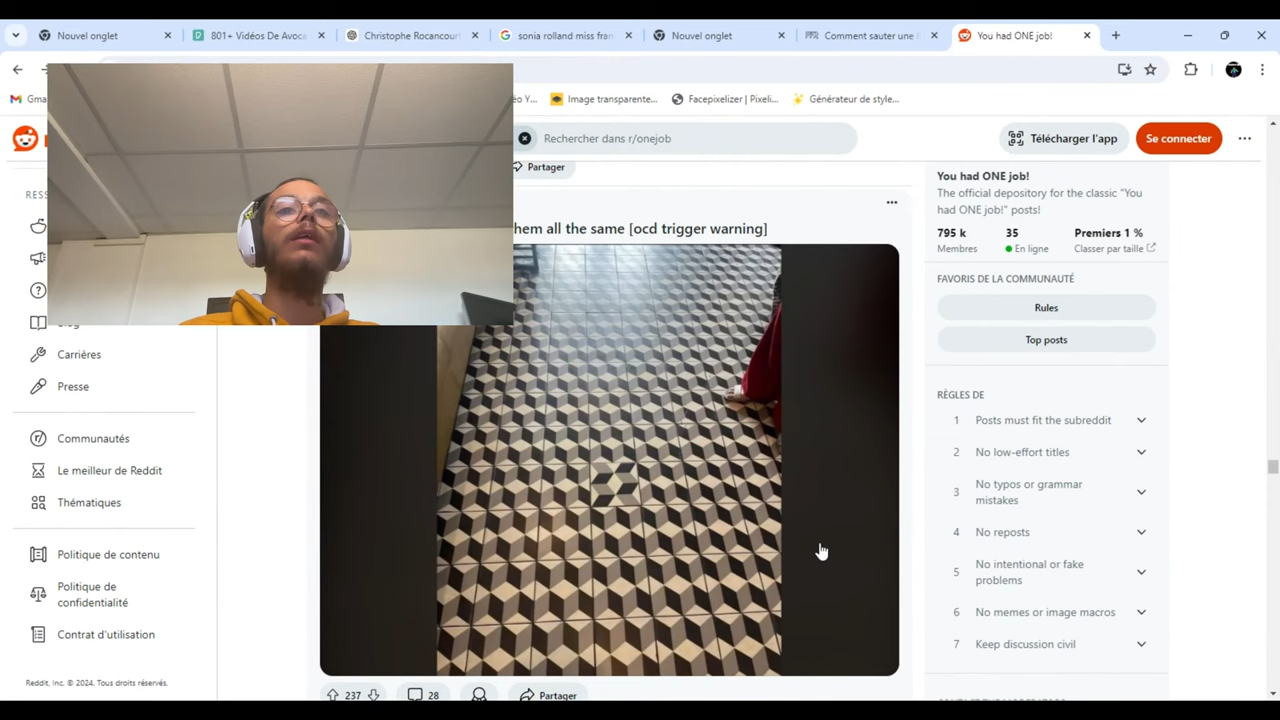 Nouvel onglet
801+ Vidéos De Avoca
Christophe Rocancourt
sonia rolland miss fran
Nouvel onglet
Comment sauter une li
You had ONE job!
Gma
éo Y...
Image transparente...
Facepixelizer | Pixeli...
Générateur de style...
Rechercher dans r/onejob
Télécharger l'app
Se connecter
Partager
RESS
hem all the same [ocd trigger warning]
Blog
Carrières
Presse
Communautés
Le meilleur de Reddit
Thématiques
Politique de contenu
Politique de
confidentialité
Contrat d'utilisation
Reddit, Inc. © 2024. Tous droits réservés.
237
28
Partager
You had ONE job!
The official depository for the classic "You
had ONE job!" posts!
795 k
35
Premiers 1 %
Membres
En ligne
Classer par taille
FAVORIS DE LA COMMUNAUTÉ
Rules
Top posts
RÈGLES DE
1 Posts must fit the subreddit
2 No low-effort titles
3 No typos or grammar
mistakes
4 No reposts
5 No intentional or fake
problems
6 No memes or image macros
7 Keep discussion civil